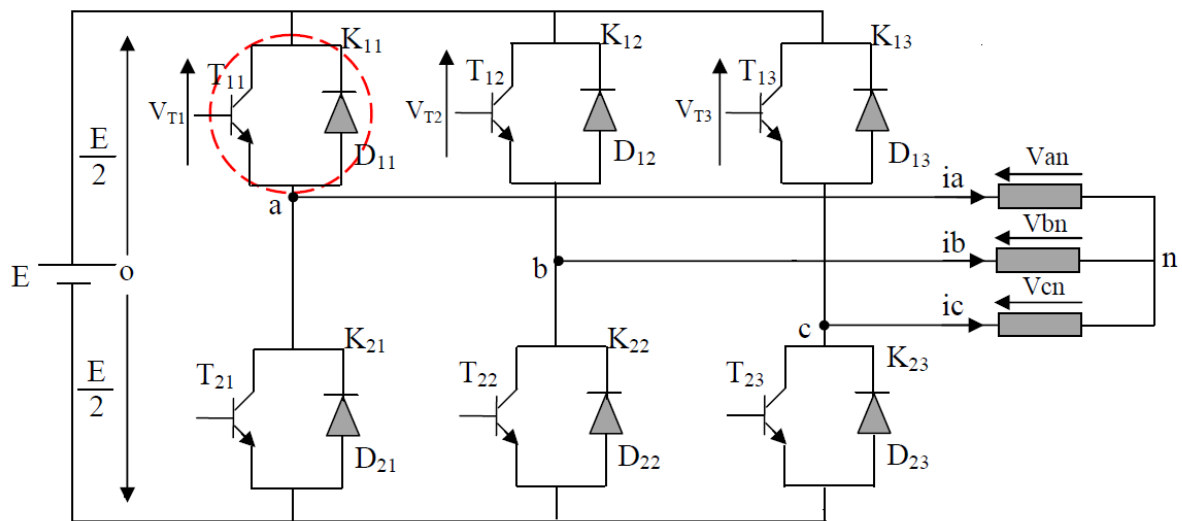 K11
K12
K13
T11
T12
T13
VT1
VT2
VT3
E/2
D11
D12
D13
a
ia
Van
ib
Vbn
b
n
E
o
ic
Vcn
c
K21
K22
K23
E/2
T21
T22
T23
D21
D22
D23